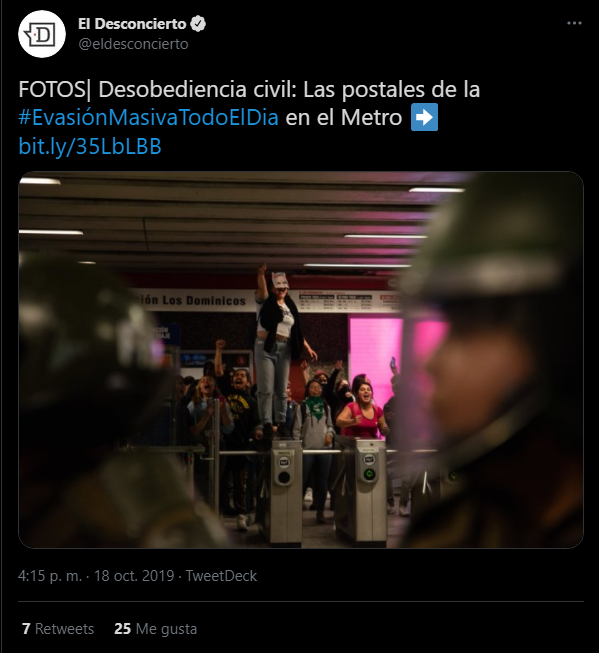 El Desconcierto
@eldesconcierto
FOTOS| Desobediencia civil: Las postales de la
#EvasiónMasivaTodoElDia en el Metro ➡
bit.ly/35LbLBB
ión Los Dominicos
4:15 p. m. · 18 oct. 2019 · TweetDeck
7 Retweets 25 Me gusta